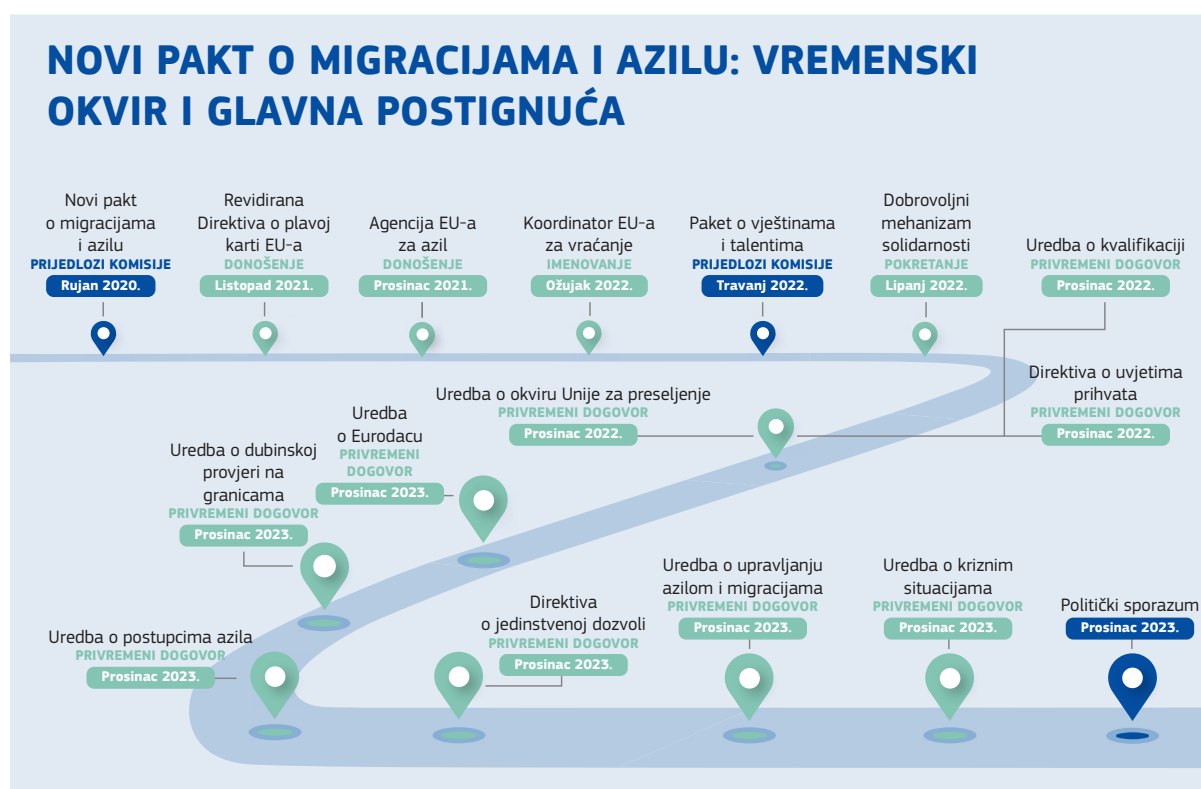 NOVI PAKT O MIGRACIJAMA I AZILU: VREMENSKI
OKVIR I GLAVNA POSTIGNUĆA
Novi pakt
o migracijama
i azilu
PRIJEDLOZI KOMISIJE
Rujan 2020.
Revidirana
Direktiva o plavoj
karti EU-a
DONOŠENJE
Listopad 2021.
Agencija EU-a
za azil
DONOŠENJE
Prosinac 2021.
Koordinator EU-a
za vraćanje
IMENOVANJE
Ožujak 2022.
Paket o vještinama
i talentima
PRIJEDLOZI KOMISIJE
Travanj 2022.
Dobrovoljni
mehanizam
solidarnosti
POKRETANJE
Lipanj 2022.
Uredba o kvalifikaciji
PRIVREMENI DOGOVOR
Prosinac 2022.
Direktiva o uvjetima
prihvata
PRIVREMENI DOGOVOR
Prosinac 2022.
Uredba o okviru Unije za preseljenje
PRIVREMENI DOGOVOR
Prosinac 2022.
Uredba
o Eurodacu
PRIVREMENI
DOGOVOR
Prosinac 2023.
Uredba o dubinskoj
provjeri na
granicama
PRIVREMENI DOGOVOR
Prosinac 2023.
Uredba o postupcima azila
PRIVREMENI DOGOVOR
Prosinac 2023.
Direktiva
o jedinstvenoj dozvoli
PRIVREMENI DOGOVOR
Prosinac 2023.
Uredba o upravljanju
azilom i migracijama
PRIVREMENI DOGOVOR
Prosinac 2023.
Uredba o kriznim
situacijama
PRIVREMENI DOGOVOR
Prosinac 2023.
Politički sporazum
Prosinac 2023.